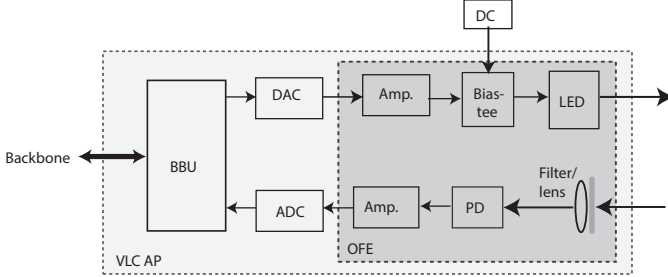 DC
DAC
Amp.
Bias-
tee
LED
Backbone
BBU
Filter/
lens
ADC
Amp.
PD
OFE
VLC AP